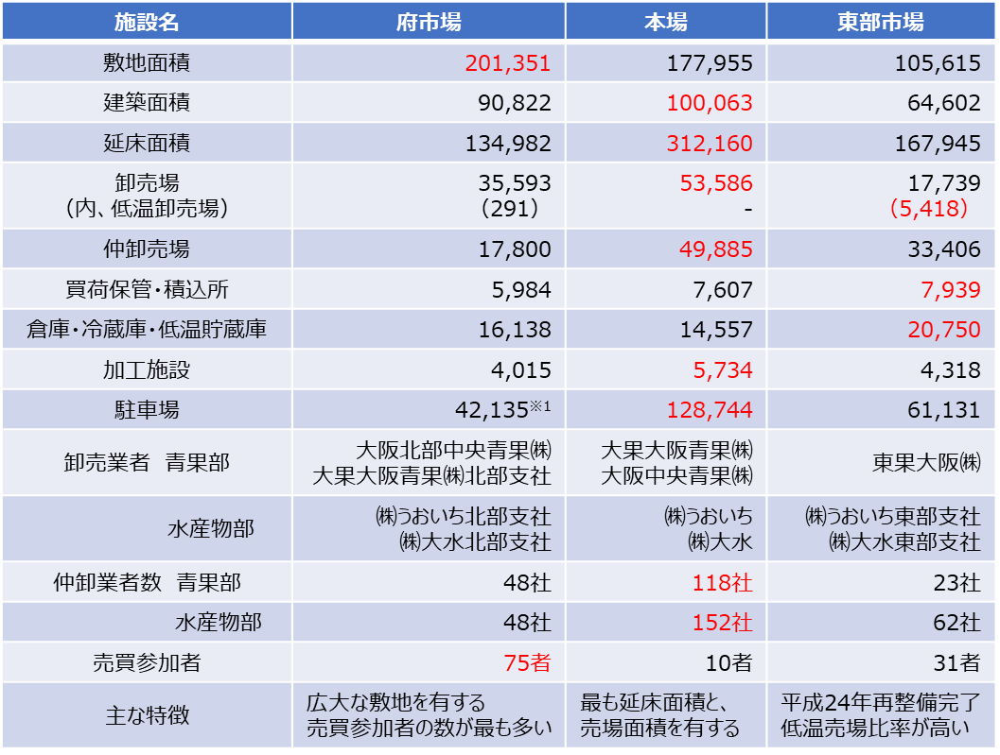 施設名 府市場 本場 東部市場
敷地面積 201,351 177,955 105,615
建築面積 90,822 100,063 64,602
延床面積 134,982 312,160 167,945
卸売場 35,593 53,586 17,739
（内、低温卸売場） （291） - （5,418）
仲卸売場 17,800 49,885 33,406
買荷保管・積込所 5,984 7,607 7,939
倉庫・冷蔵庫・低温貯蔵庫 16,138 14,557 20,750
加工施設 4,015 5,734 4,318
駐車場 42,135※1 128,744 61,131
卸売業者　青果部 大阪北部中央青果㈱ 大果大阪青果㈱ 東果大阪㈱
大果大阪青果㈱北部支社 大阪中央青果㈱
水産物部 ㈱うおいち北部支社 ㈱うおいち ㈱うおいち東部支社
㈱大水北部支社 ㈱大水 ㈱大水東部支社
仲卸業者数　青果部 48社 118社 23社
水産物部 48社 152社 62社
売買参加者 75者 10者 31者
主な特徴 広大な敷地を有する 最も延床面積と、 平成24年再整備完了
売買参加者の数が最も多い 売場面積を有する 低温売場比率が高い